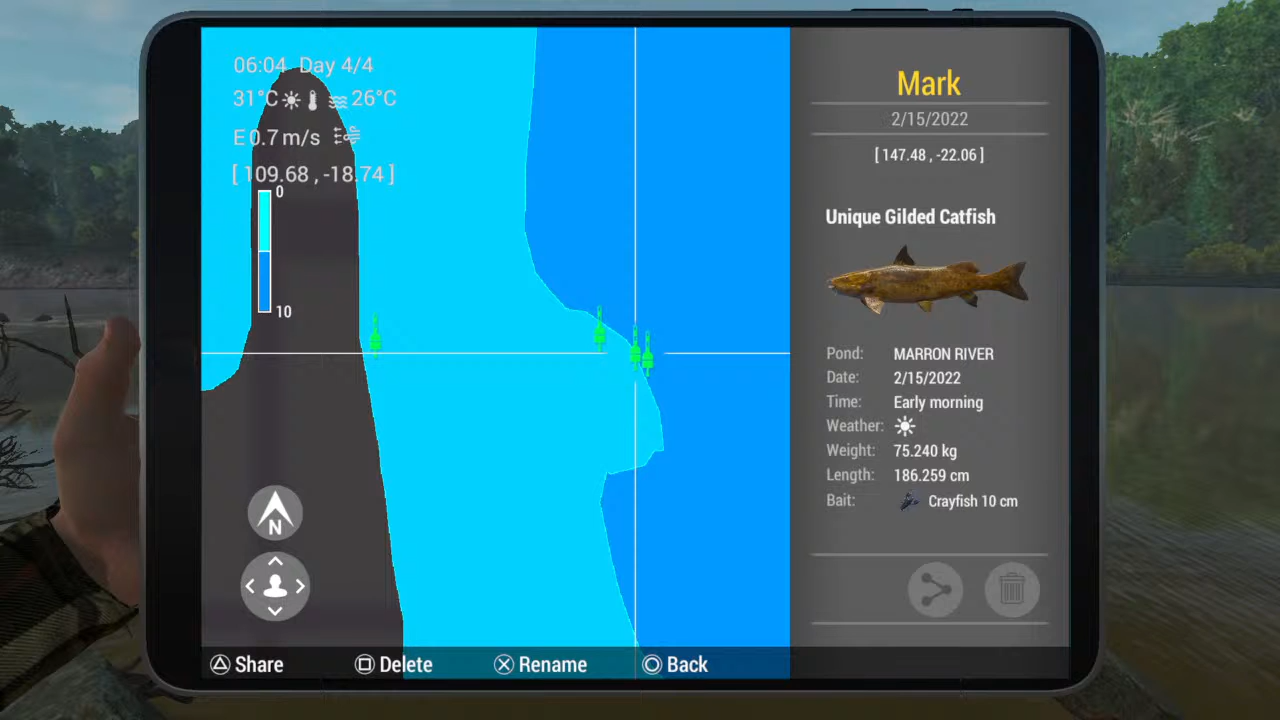 06:04 Day 4/4
31°C 26°C
E 0.7 m/s
[ 109.68 , -18.74 ]
0
10
N
Mark
2/15/2022
[ 147.48 , -22.06 ]
Unique Gilded Catfish
Pond: MARRON RIVER
Date: 2/15/2022
Time: Early morning
Weather:
Weight: 75.240 kg
Length: 186.259 cm
Bait: Crayfish 10 cm
Share Delete Rename Back